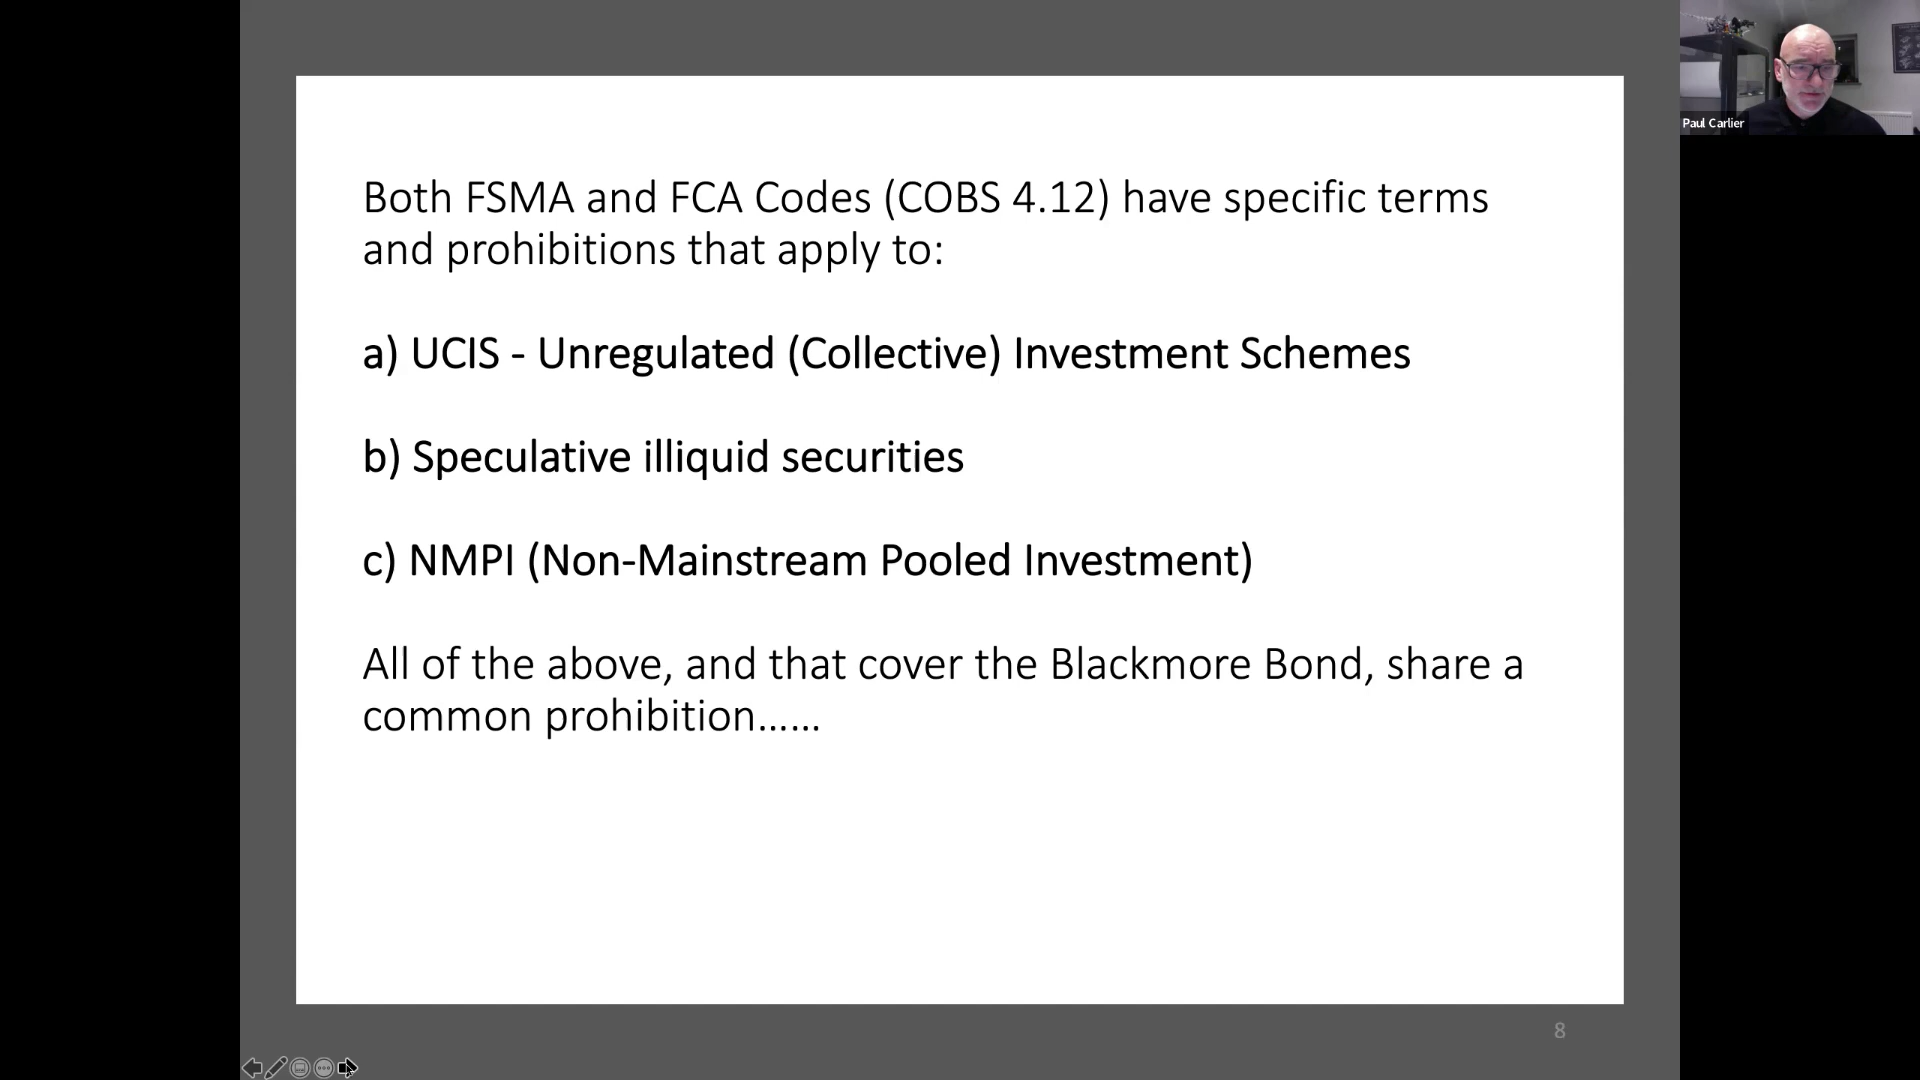 Paul Carlier
Both FSMA and FCA Codes (COBS 4.12) have specific terms
and prohibitions that apply to:
a) UCIS - Unregulated (Collective) Investment Schemes
b) Speculative illiquid securities
c) NMPI (Non-Mainstream Pooled Investment)
All of the above, and that cover the Blackmore Bond, share a
common prohibition......
8